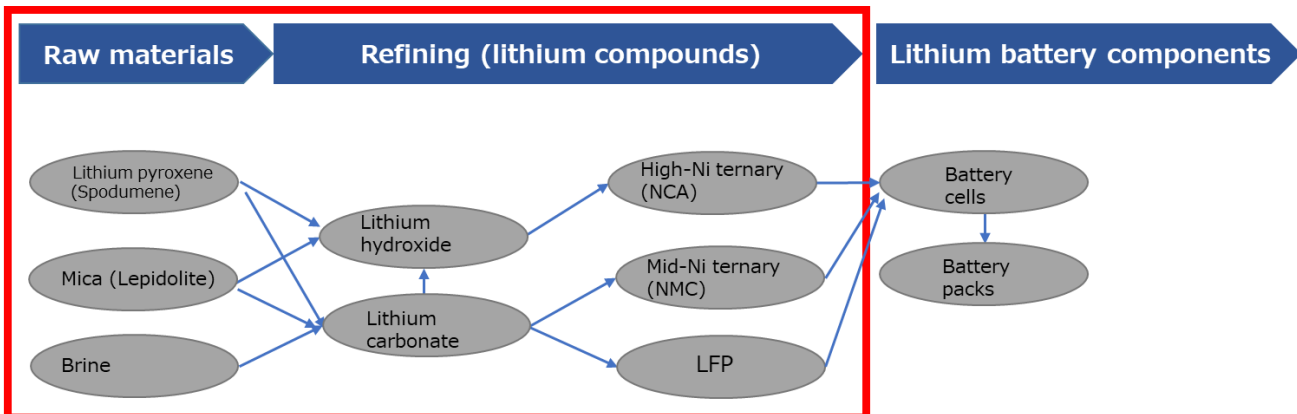 Raw materials
Refining (lithium compounds)
Lithium battery components
Lithium pyroxene
(Spodumene)
Mica (Lepidolite)
Brine
Lithium
hydroxide
Lithium
carbonate
High-Ni ternary
(NCA)
Mid-Ni ternary
(NMC)
LFP
Battery
cells
Battery
packs